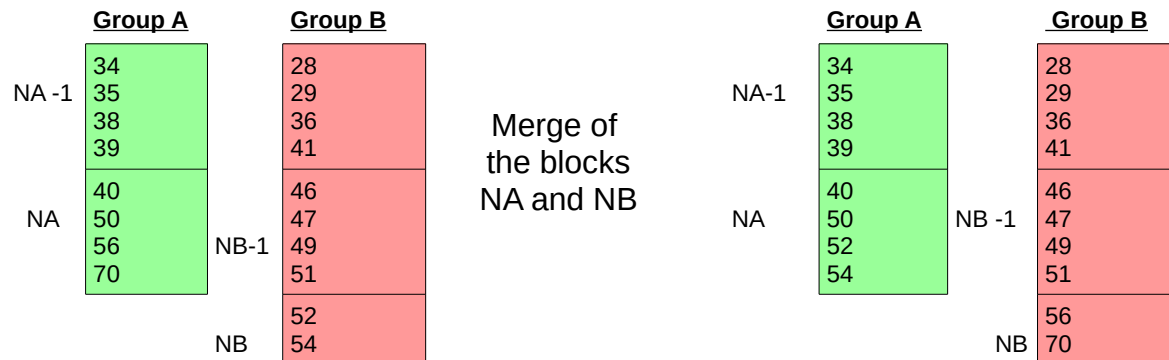 Group A
Group B
NA -1
34
35
38
39
NA
40
50
56
70
28
29
36
41
NB-1
46
47
49
51
NB
52
54
Merge of
the blocks
NA and NB
Group A
Group B
NA-1
34
35
38
39
NA
40
50
52
54
28
29
36
41
NB -1
46
47
49
51
NB
56
70